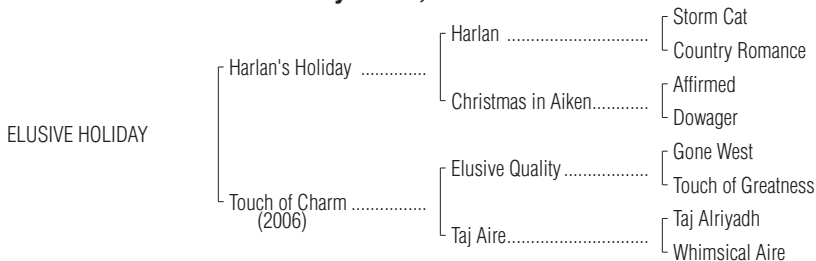 Storm Cat
Harlan ..............................
Country Romance
Harlan's Holiday ..............
Affirmed
Christmas in Aiken............
Dowager
ELUSIVE HOLIDAY
Gone West
Elusive Quality ..................
Touch of Greatness
Touch of Charm ................
(2006)
Taj Alriyadh
Taj Aire..............................
Whimsical Aire